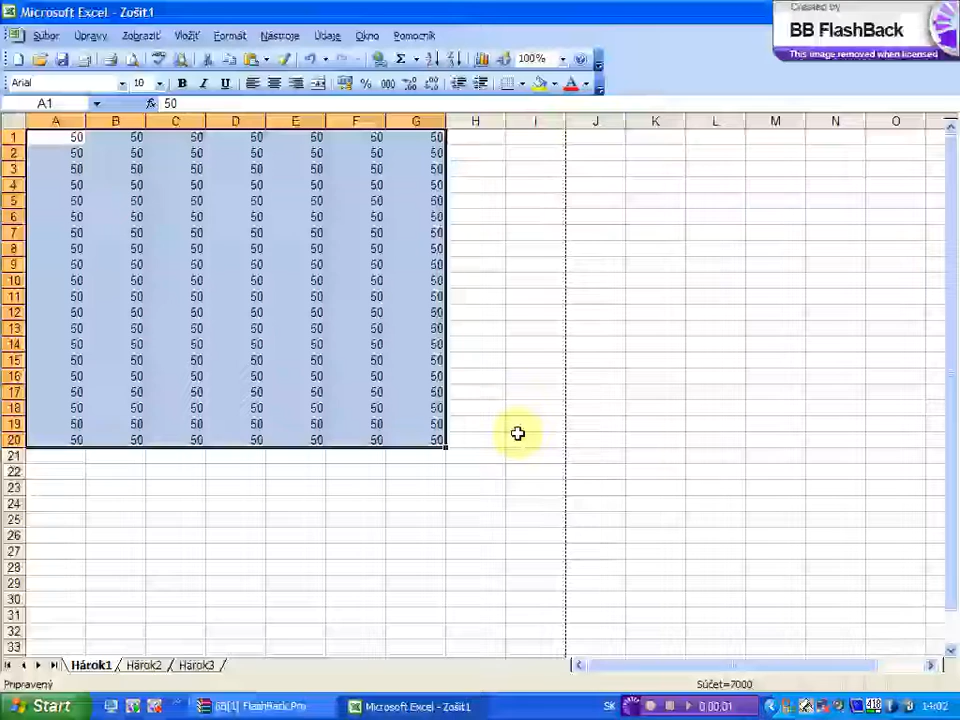 Microsoft Excel - Zošit1
Created by
BB FlashBack
This image removed when licensed
Súbor Úpravy Zobraziť Vložiť Formát Nástroje Údaje Okno Pomocník
100%
Arial 10 B I U % 000
A1 fx 50
A B C D E F G H I J K L M N O
1 50 50 50 50 50 50 50
2 50 50 50 50 50 50 50
3 50 50 50 50 50 50 50
4 50 50 50 50 50 50 50
5 50 50 50 50 50 50 50
6 50 50 50 50 50 50 50
7 50 50 50 50 50 50 50
8 50 50 50 50 50 50 50
9 50 50 50 50 50 50 50
10 50 50 50 50 50 50 50
11 50 50 50 50 50 50 50
12 50 50 50 50 50 50 50
13 50 50 50 50 50 50 50
14 50 50 50 50 50 50 50
15 50 50 50 50 50 50 50
16 50 50 50 50 50 50 50
17 50 50 50 50 50 50 50
18 50 50 50 50 50 50 50
19 50 50 50 50 50 50 50
20 50 50 50 50 50 50 50
21
22
23
24
25
26
27
28
29
30
31
32
33
Hárok1 Hárok2 Hárok3
Pripravený Súčet=7000
Start FlashBack.Pro Microsoft Excel - Zošit1 SK 0:00:01 14:02